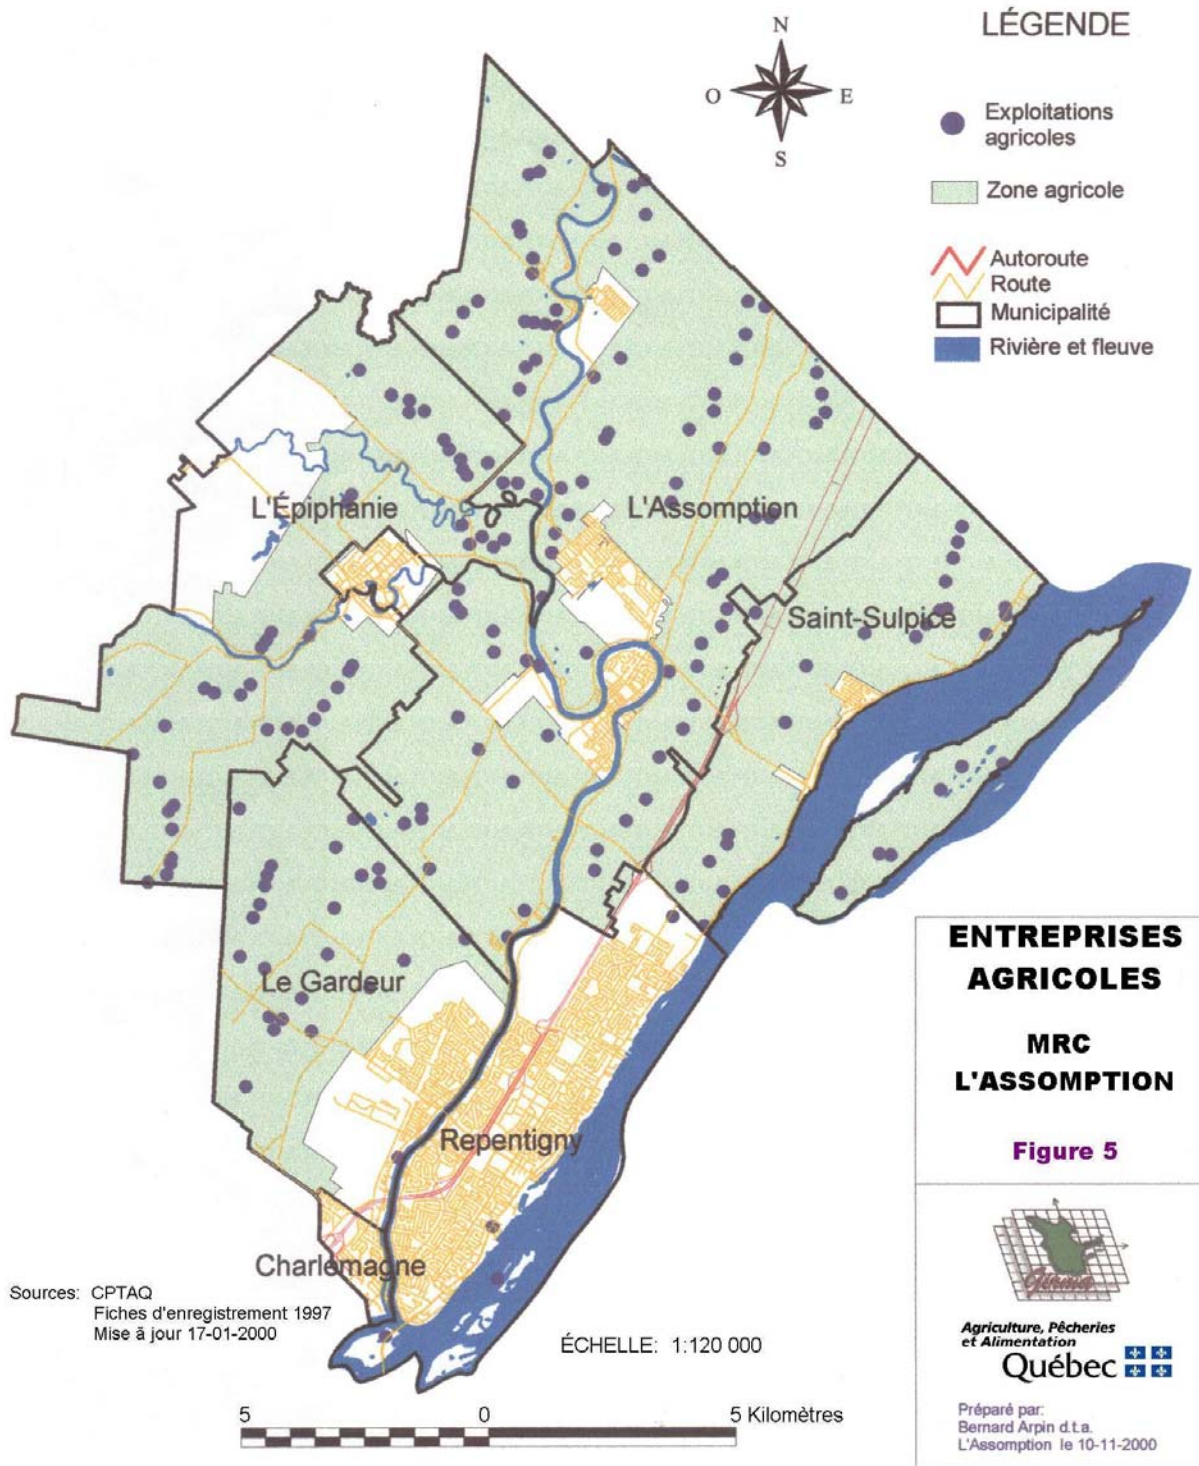 LÉGENDE
N
O
E
S
Exploitations
agricoles
Zone agricole
Autoroute
Route
Municipalité
Rivière et fleuve
L'Épiphanie
L'Assomption
Saint-Sulpice
Le Gardeur
Repentigny
Charlemagne
ENTREPRISES
AGRICOLES
MRC
L'ASSOMPTION
Figure 5
Girma
Agriculture, Pêcheries
et Alimentation
Québec
Préparé par:
Bernard Arpin d.t.a.
L'Assomption le 10-11-2000
Sources: CPTAQ
Fiches d'enregistrement 1997
Mise à jour 17-01-2000
ÉCHELLE: 1:120 000
5 0 5 Kilomètres